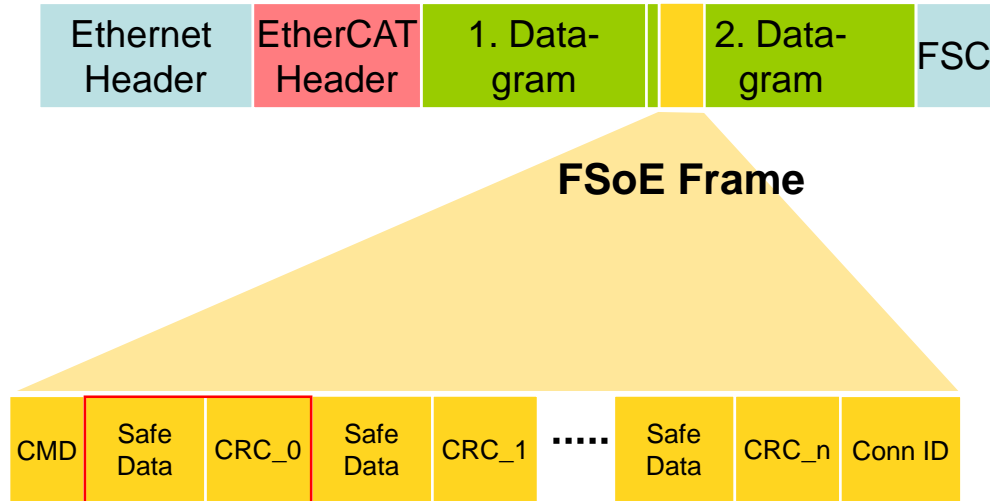 Ethernet
Header
EtherCAT
Header
1. Data-
gram
2. Data-
gram
FSC
FSoE Frame
CMD
Safe
Data
CRC_0
Safe
Data
CRC_1
.....
Safe
Data
CRC_n
Conn ID